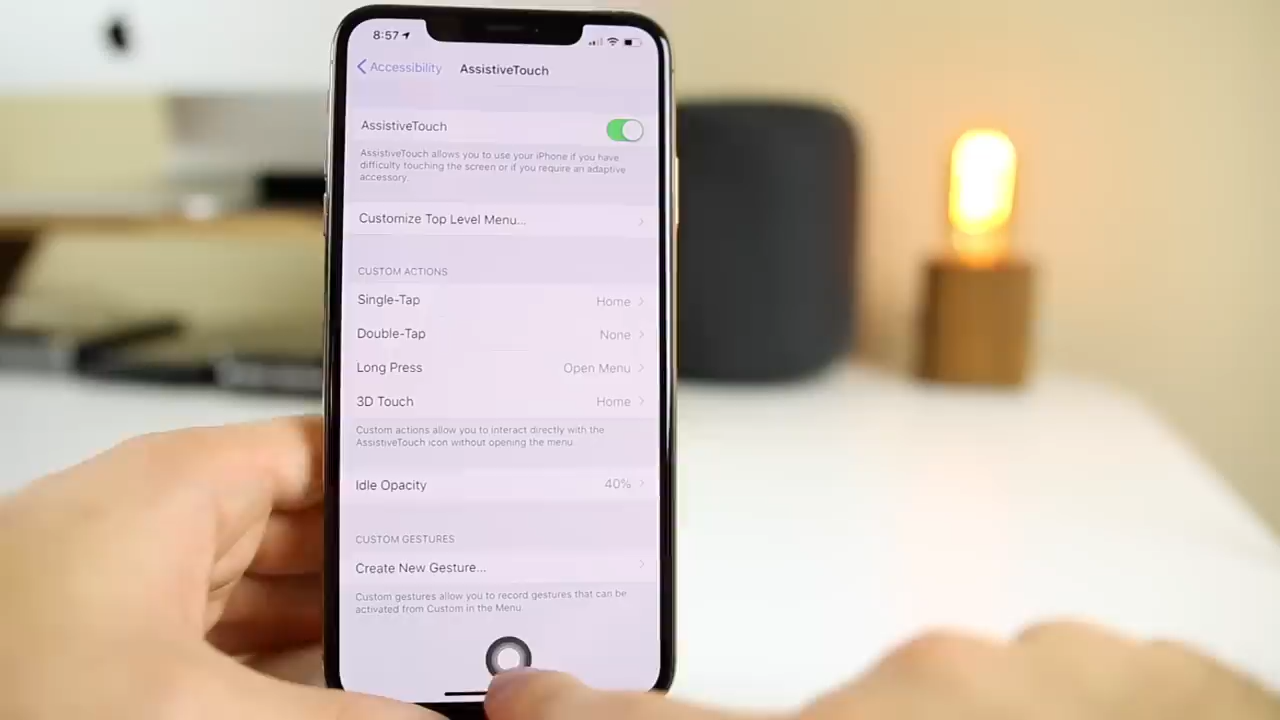 8:57
Accessibility AssistiveTouch
AssistiveTouch
AssistiveTouch allows you to use your iPhone if you have
difficulty touching the screen or if you require an adaptive
accessory.
Customize Top Level Menu...
CUSTOM ACTIONS
Single-Tap Home
Double-Tap None
Long Press Open Menu
3D Touch Home
Custom actions allow you to interact directly with the
AssistiveTouch icon without opening the menu.
Idle Opacity 40%
CUSTOM GESTURES
Create New Gesture...
Custom gestures allow you to record gestures that can be
activated from Custom in the Menu.